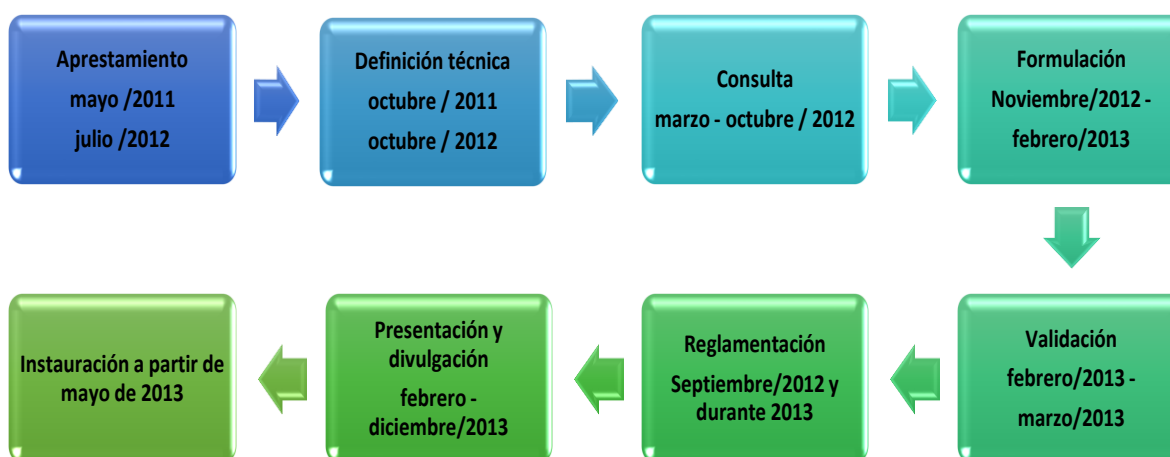 Aprestamiento
mayo /2011
julio /2012
Definición técnica
octubre / 2011
octubre / 2012
Consulta
marzo - octubre / 2012
Formulación
Noviembre/2012 -
febrero/2013
Validación
febrero/2013 -
marzo/2013
Reglamentación
Septiembre/2012 y
durante 2013
Presentación y
divulgación
febrero -
diciembre/2013
Instauración a partir de
mayo de 2013